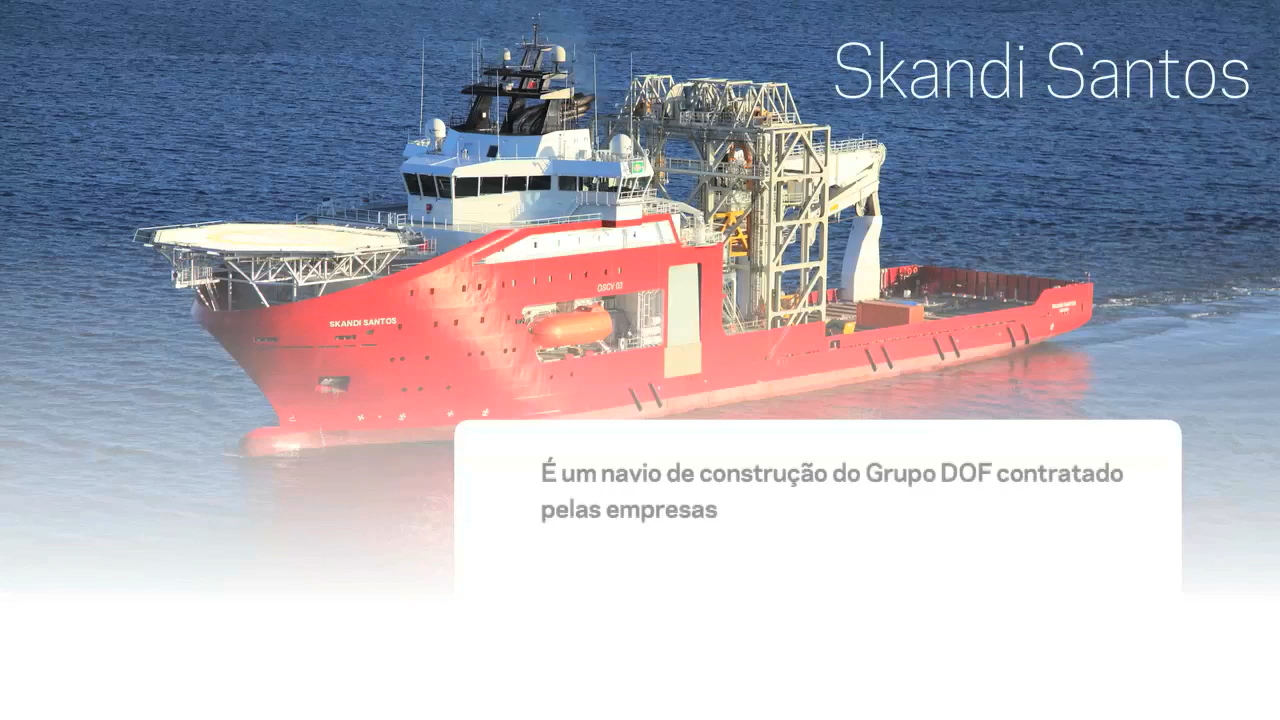 Skandi Santos
OSCV 03
SKANDI SANTOS
É um navio de construção do Grupo DOF contratado
pelas empresas